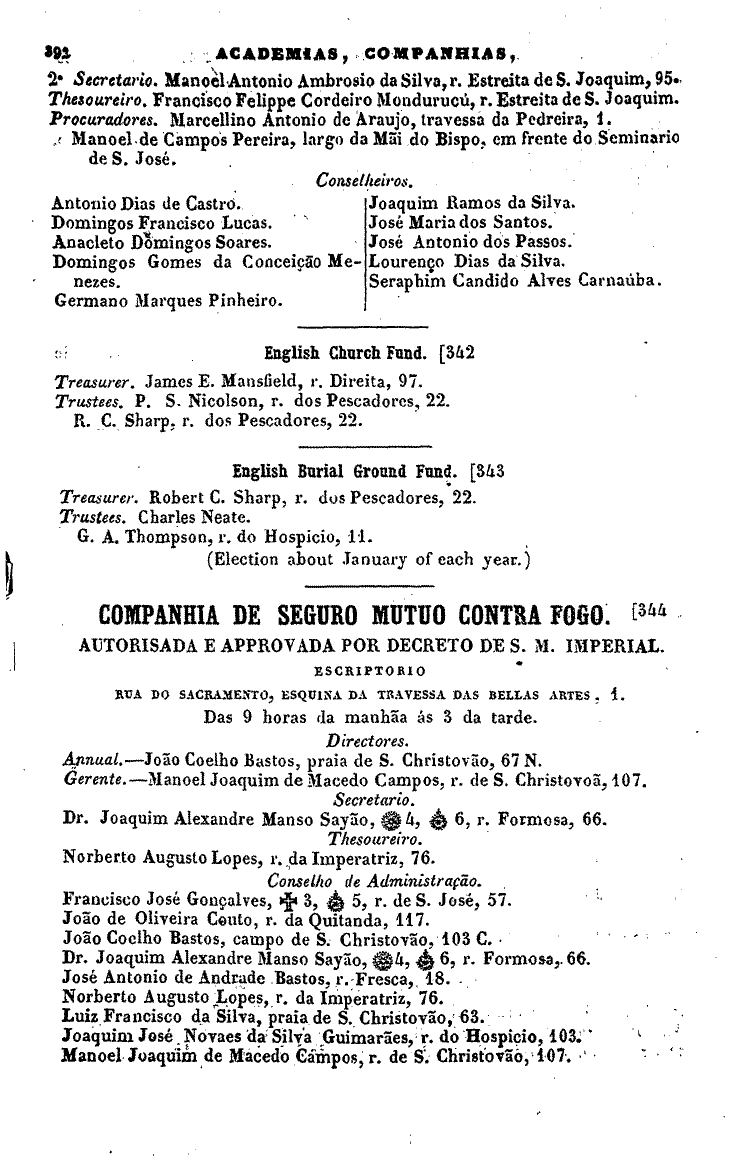 392 ACADEMIAS, COMPANHIAS,
2º Secretario. Manoel Antonio Ambrosio da Silva, r. Estreita de S. Joaquim, 95.
Thesoureiro. Francisco Felippe Cordeiro Mondurucú, r. Estreita de S. Joaquim.
Procuradores. Marcellino Antonio de Araujo, travessa da Pedreira, 1.
Manoel de Campos Pereira, largo da Mãi do Bispo, em frente do Seminario
de S. José.
Conselheiros.
Antonio Dias de Castro.
Domingos Francisco Lucas.
Anacleto Domingos Soares.
Domingos Gomes da Conceição Me-
nezes.
Germano Marques Pinheiro.
Joaquim Ramos da Silva.
José Maria dos Santos.
José Antonio dos Passos.
Lourenço Dias da Silva.
Seraphim Candido Alves Carnaúba.
English Church Fund. [342
Treasurer. James E. Mansfield, r. Direita, 97.
Trustees. P. S. Nicolson, r. dos Pescadores, 22.
R. C. Sharp, r. dos Pescadores, 22.
English Burial Ground Fund. [343
Treasurer. Robert C. Sharp, r. dos Pescadores, 22.
Trustees. Charles Neate.
G. A. Thompson, r. do Hospicio, 11.
(Election about January of each year.)
COMPANHIA DE SEGURO MUTUO CONTRA FOGO. [344
AUTORISADA E APPROVADA POR DECRETO DE S. M. IMPERIAL.
ESCRIPTORIO
RUA DO SACRAMENTO, ESQUINA DA TRAVESSA DAS BELLAS ARTES, 1.
Das 9 horas da manhãa ás 3 da tarde.
Directores.
Annual.—João Coelho Bastos, praia de S. Christovão, 67 N.
Gerente.—Manoel Joaquim de Macedo Campos, r. de S. Christovoã, 107.
Secretario.
Dr. Joaquim Alexandre Manso Sayão, 4, 6, r. Formosa, 66.
Thesoureiro.
Norberto Augusto Lopes, r. da Imperatriz, 76.
Conselho de Administração.
Francisco José Gonçalves, 3, 5, r. de S. José, 57.
João de Oliveira Couto, r. da Quitanda, 117.
João Coelho Bastos, campo de S. Christovão, 103 C.
Dr. Joaquim Alexandre Manso Sayão, 4, 6, r. Formosa, 66.
José Antonio de Andrade Bastos, r. Fresca, 18.
Norberto Augusto Lopes, r. da Imperatriz, 76.
Luiz Francisco da Silva, praia de S. Christovão, 63.
Joaquim José Novaes da Silva Guimarães, r. do Hospicio, 103.
Manoel Joaquim de Macedo Campos, r. de S. Christovão, 107.